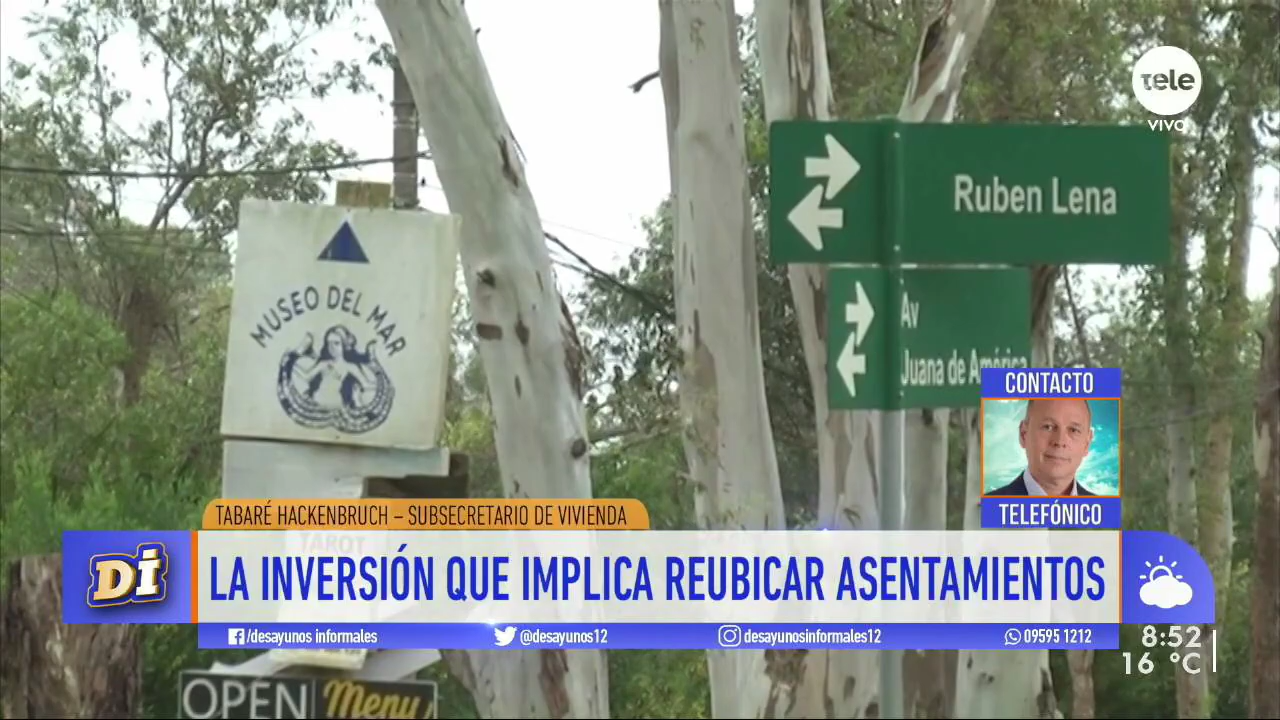 tele
VIVO
Ruben Lena
Av
Juana de América
MUSEO DEL MAR
CONTACTO
TELEFÓNICO
TABARÉ HACKENBRUCH – SUBSECRETARIO DE VIVIENDA
TAROT
Di
LA INVERSIÓN QUE IMPLICA REUBICAR ASENTAMIENTOS
/desayunos informales
@desayunos12
desayunosinformales12
09595 1212
8:52
16 °C
OPEN Menu